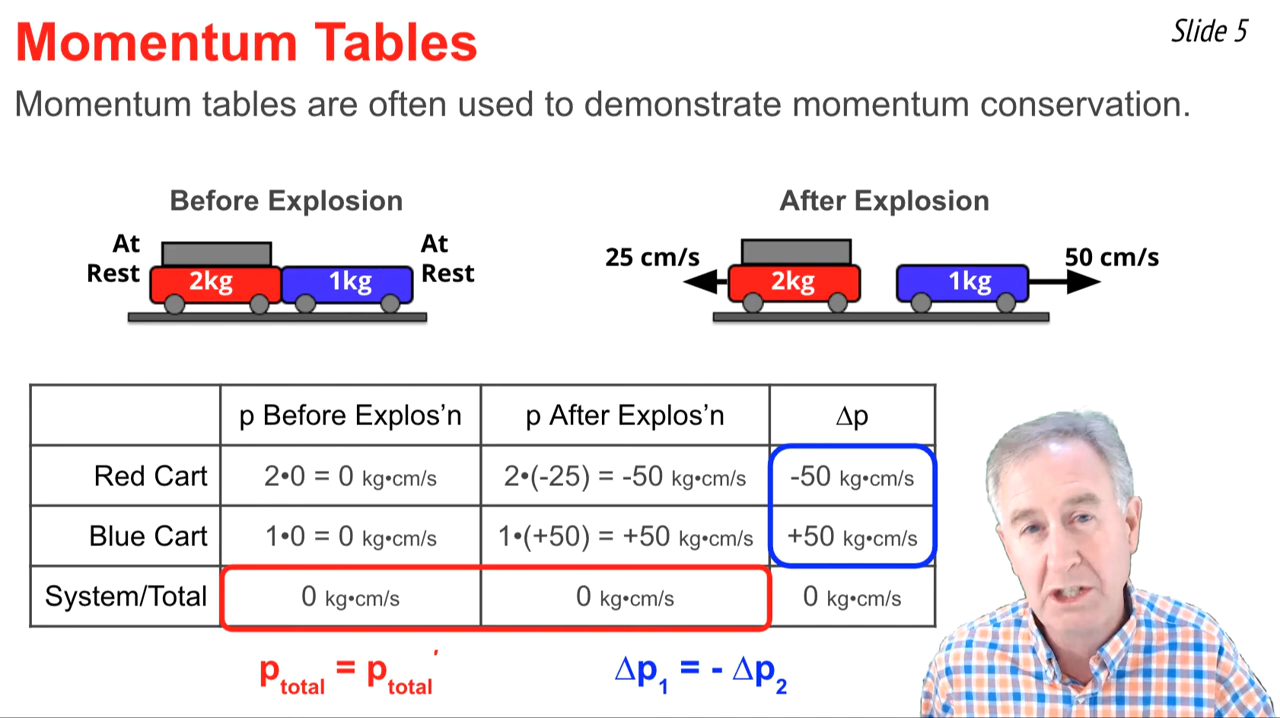 Momentum Tables
Slide 5
Momentum tables are often used to demonstrate momentum conservation.
Before Explosion
After Explosion
At Rest
2kg
1kg
At Rest
25 cm/s
2kg
1kg
50 cm/s
p Before Explos’n p After Explos’n Δp
Red Cart 2•0 = 0 kg•cm/s 2•(-25) = -50 kg•cm/s -50 kg•cm/s
Blue Cart 1•0 = 0 kg•cm/s 1•(+50) = +50 kg•cm/s +50 kg•cm/s
System/Total 0 kg•cm/s 0 kg•cm/s 0 kg•cm/s
p total = p total ′
Δp₁ = - Δp₂